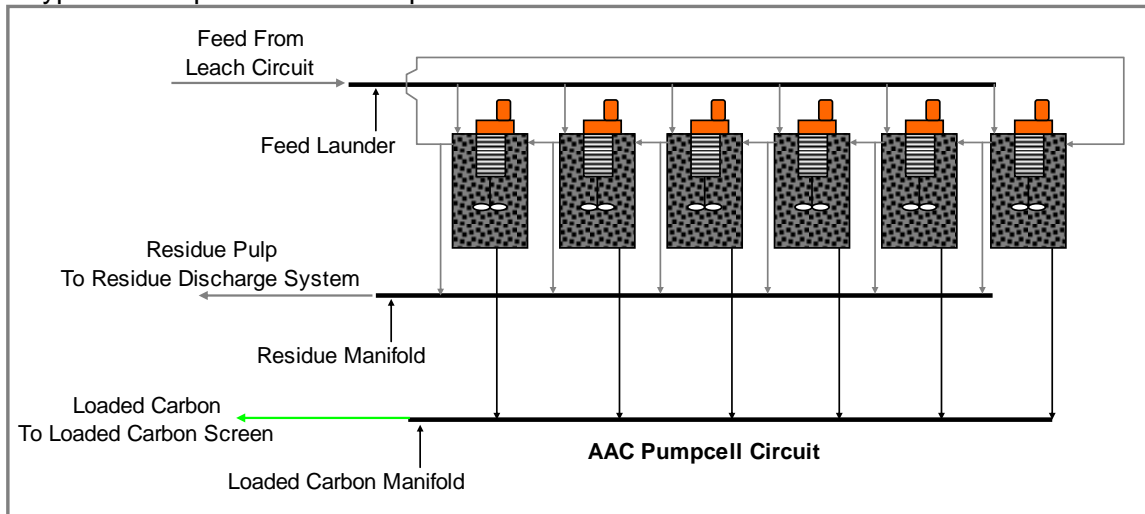 Feed From
Leach Circuit
Feed Launder
Residue Pulp
To Residue Discharge System
Residue Manifold
Loaded Carbon
To Loaded Carbon Screen
AAC Pumpcell Circuit
Loaded Carbon Manifold